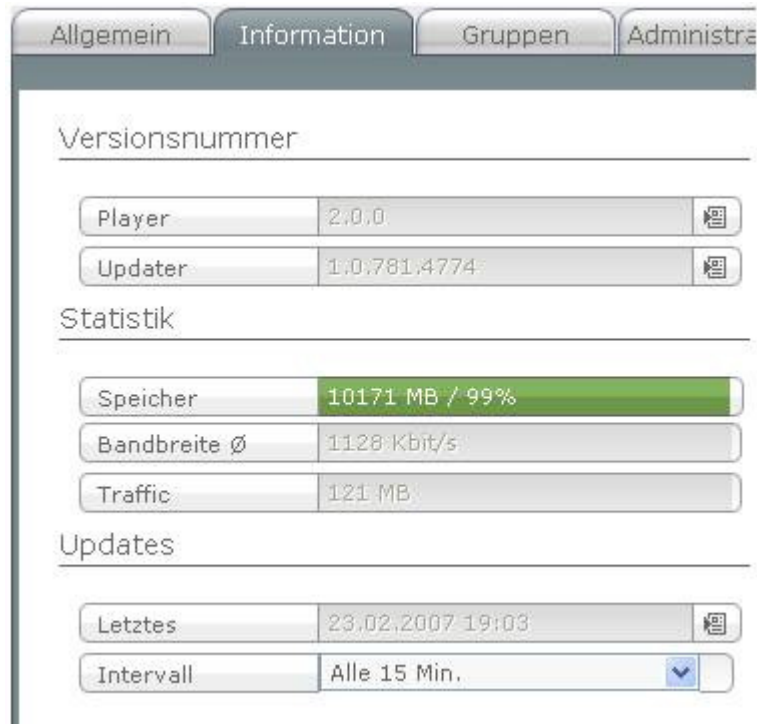 Allgemein Information Gruppen Administra
Versionsnummer
Player 2.0.0
Updater 1.0.781.4774
Statistik
Speicher 10171 MB / 99%
Bandbreite Ø 1128 Kbit/s
Traffic 121 MB
Updates
Letztes 23.02.2007 19:03
Intervall Alle 15 Min.